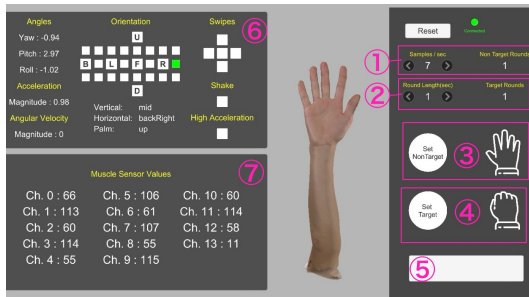 Angles
Orientation
Swipes
⑥
Yaw : -0.94
U
Pitch : 2.97
B L F R
Roll : -1.02
D
Shake
Acceleration
Magnitude : 0.98
Vertical: mid
Horizontal: backRight
Palm: up
High Acceleration
Angular Velocity
Magnitude : 0
Muscle Sensor Values
⑦
Ch. 0 : 66 Ch. 5 : 106 Ch. 10 : 60
Ch. 1 : 113 Ch. 6 : 61 Ch. 11 : 114
Ch. 2 : 60 Ch. 7 : 107 Ch. 12 : 58
Ch. 3 : 114 Ch. 8 : 55 Ch. 13 : 11
Ch. 4 : 55 Ch. 9 : 115
Reset
Connected
①
Samples / sec Non Target Rounds
< 7 > 1
②
Round Length(sec) Target Rounds
< 1 > 1
Set
NonTarget
③
Set
Target
④
⑤